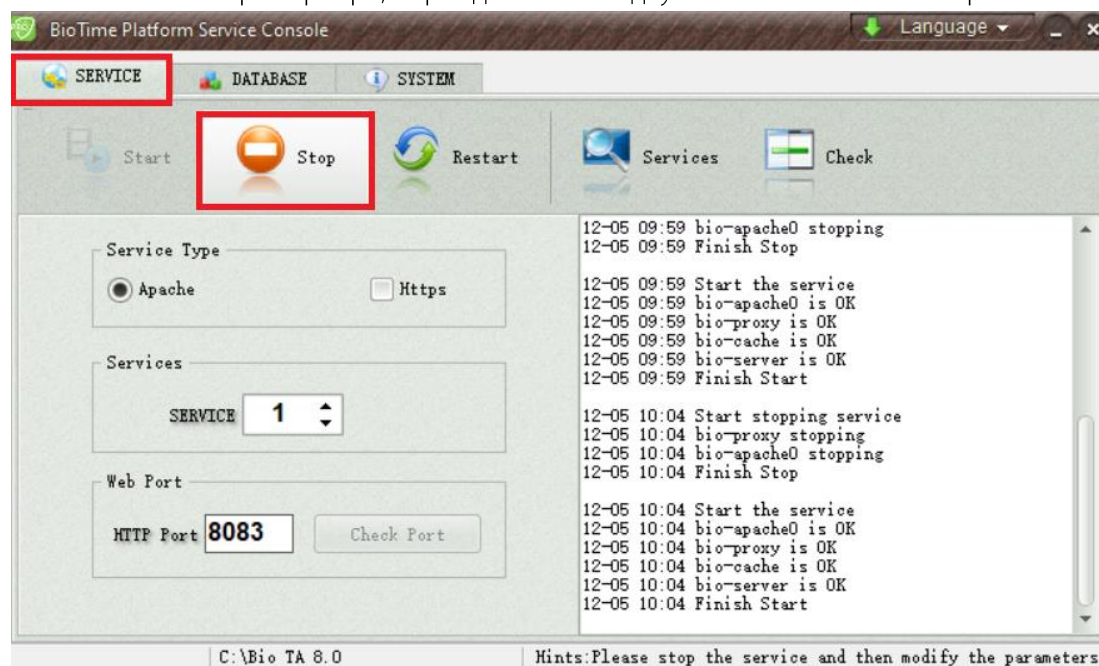 BioTime Platform Service Console Language
SERVICE DATABASE SYSTEM
Start Stop Restart Services Check
Service Type
Apache Https
Services
SERVICE 1
Web Port
HTTP Port 8083 Check Port
12-05 09:59 bio-apache0 stopping
12-05 09:59 Finish Stop
12-05 09:59 Start the service
12-05 09:59 bio-apache0 is OK
12-05 09:59 bio-proxy is OK
12-05 09:59 bio-cache is OK
12-05 09:59 bio-server is OK
12-05 09:59 Finish Start
12-05 10:04 Start stopping service
12-05 10:04 bio-proxy stopping
12-05 10:04 bio-apache0 stopping
12-05 10:04 Finish Stop
12-05 10:04 Start the service
12-05 10:04 bio-apache0 is OK
12-05 10:04 bio-proxy is OK
12-05 10:04 bio-cache is OK
12-05 10:04 bio-server is OK
12-05 10:04 Finish Start
C:\Bio TA 8.0 Hints:Please stop the service and then modify the parameters